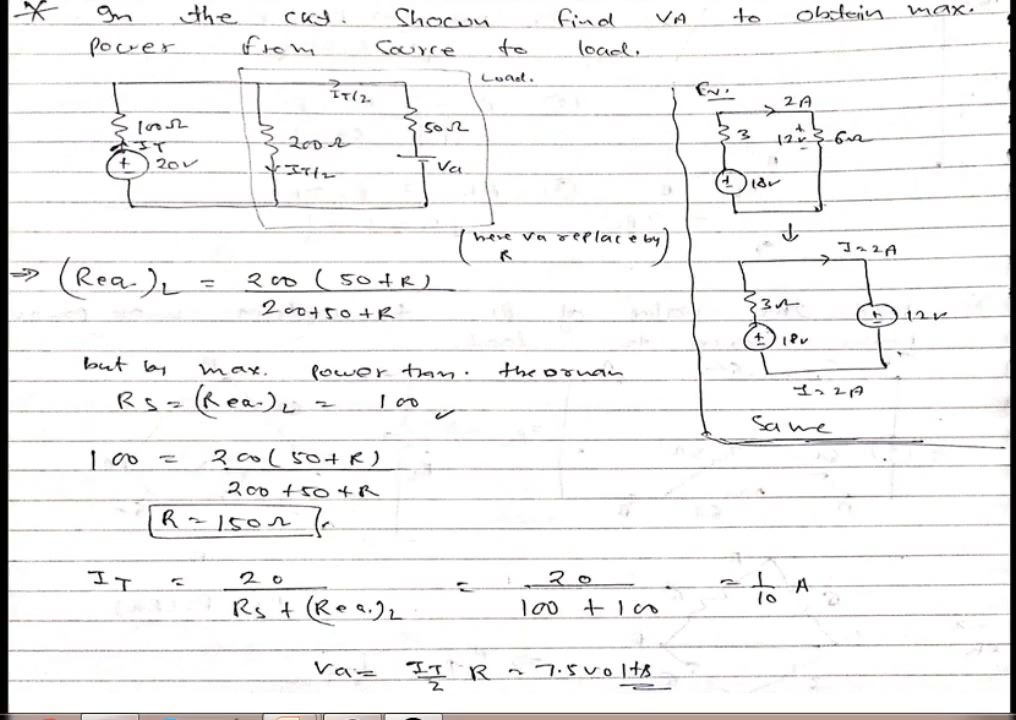 * In the ckt. shown find VA to obtain max.
power from source to load.
Load.
IT/2
100Ω
IT
20V
200Ω
IT/2
50Ω
Va
(here va replace by R)
Ex.
2A
3
12V
6Ω
18V
I=2A
3Ω
18V
12V
I=2A
Same
⇒ (Req.)L = 200(50+R) / 200+50+R
but by max. power tran. theoram
RS = (Req.)L = 100
100 = 200(50+R) / 200+50+R
R = 150Ω
IT = 20 / RS + (Req.)L = 20 / 100 + 100 = 1/10 A
Va = IT/2 R = 7.5 volts